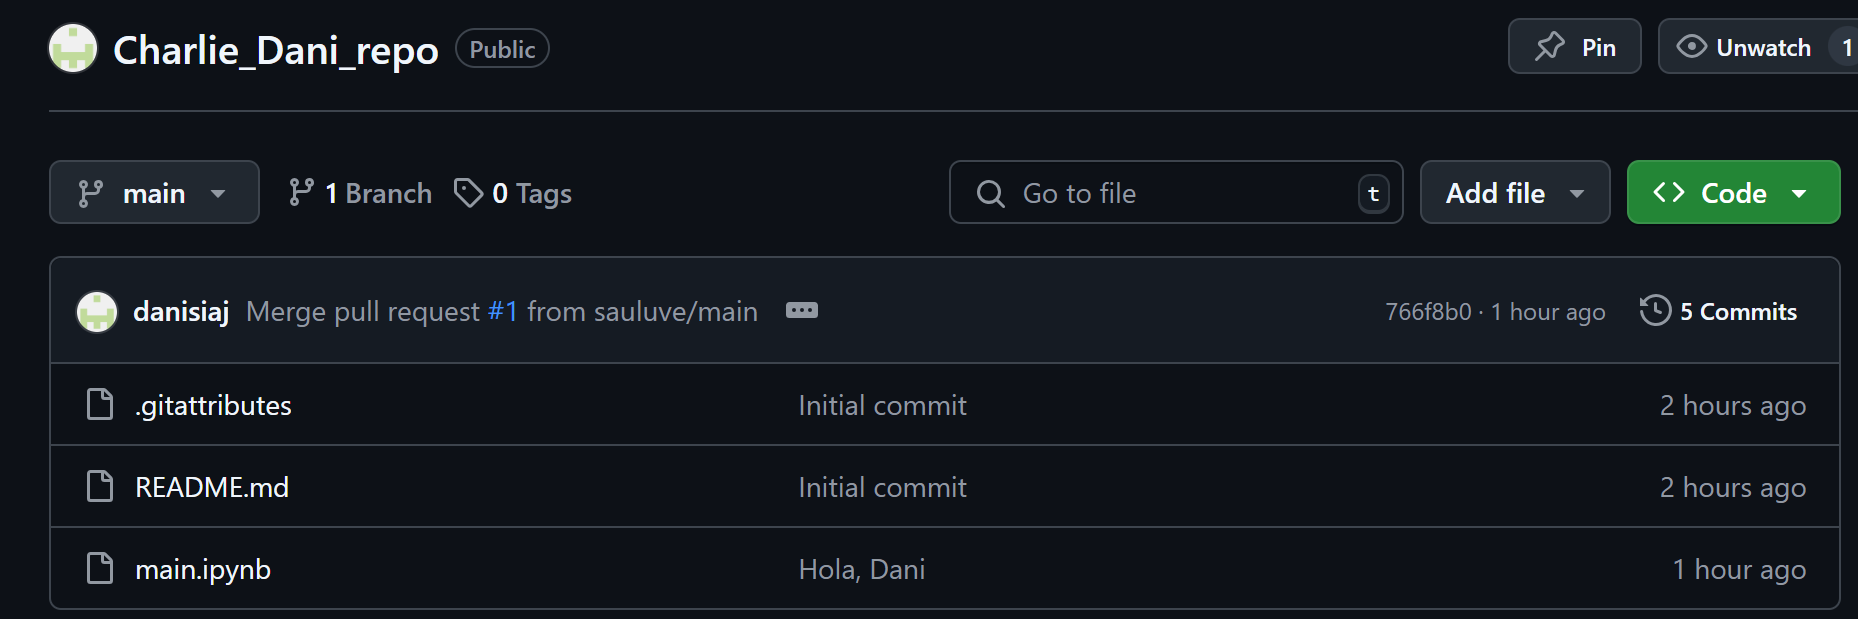 Charlie_Dani_repo Public Pin Unwatch 1
main 1 Branch 0 Tags Go to file t Add file Code
danisiaj Merge pull request #1 from sauluve/main 766f8b0 · 1 hour ago 5 Commits
.gitattributes Initial commit 2 hours ago
README.md Initial commit 2 hours ago
main.ipynb Hola, Dani 1 hour ago